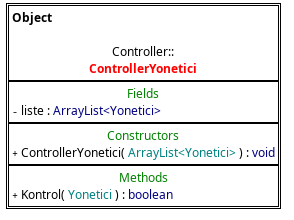 Object
Controller::
ControllerYonetici
Fields
- liste : ArrayList<Yonetici>
Constructors
+ ControllerYonetici( ArrayList<Yonetici> ) : void
Methods
+ Kontrol( Yonetici ) : boolean